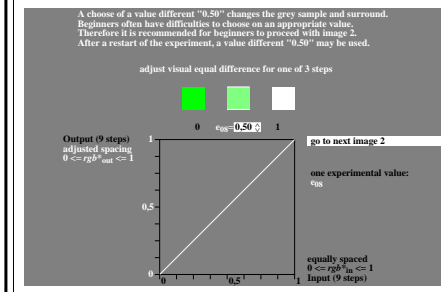 A choose of a value different "0.50" changes the grey sample and surround.
Beginners often have difficulties to choose on an appropriate value.
Therefore it is recommended for beginners to proceed with image 2.
After a restart of the experiment, a value different "0.50" may be used.
adjust visual equal difference for one of 3 steps
0 e0S=0,50 1
Output (9 steps)
adjusted spacing
0 <= rgb*out <= 1
1
go to next image 2
one experimental value:
e0S
0,5
equally spaced
0 <= rgb*in <= 1
Input (9 steps)
0
0 0,5 1